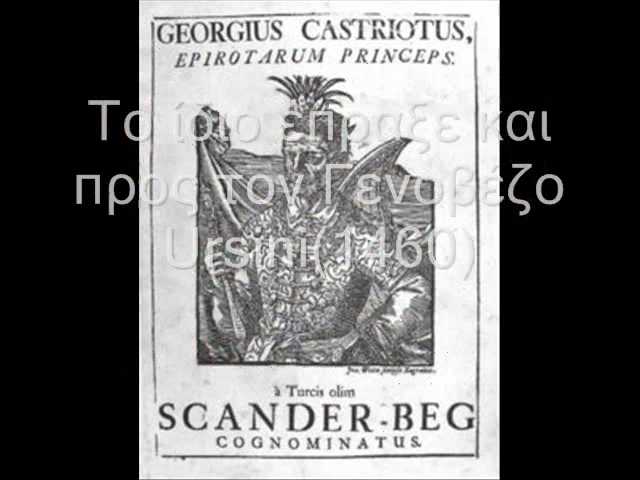 GEORGIUS CASTRIOTUS,
EPIROTARUM PRINCEPS.
Το ίδιο έπραξε και
προς τον Γενοβέζο
Ursini(1460)
à Turcis olim
SCANDER-BEG
COGNOMINATUS.